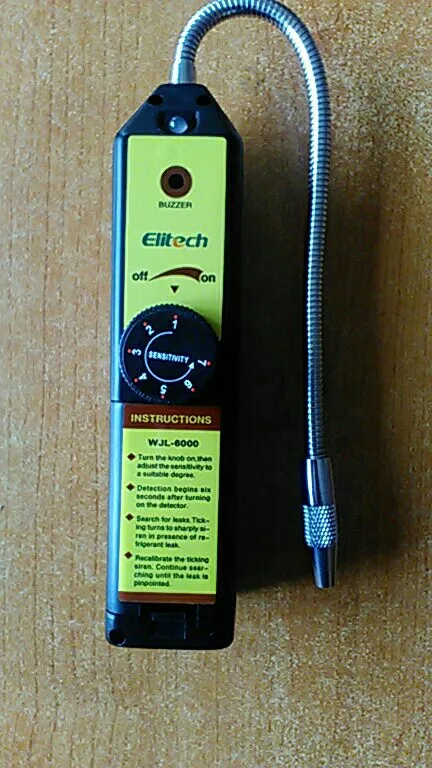 BUZZER
Elitech
off on
1
2
3
4
5
6
7
SENSITIVITY
INSTRUCTIONS
WJL-6000
Turn the knob on,then
adjust the sensitivity to
a suitable degree.
Detection begins six
seconds after turning
on the detector.
Search for leaks.Tick-
ing turns to sharply si-
ren in presence of re-
frigerant leak.
Recalibrate the ticking
siren. Continue sear-
ching until the leak is
pinpointed.